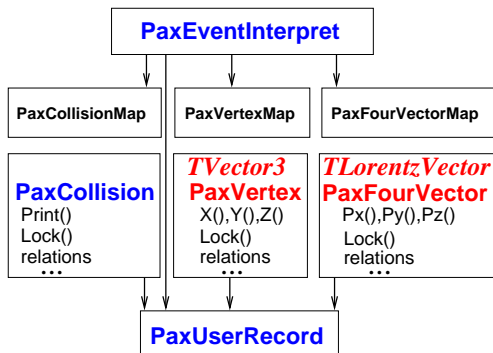 PaxEventInterpret
PaxCollisionMap
PaxVertexMap
PaxFourVectorMap
PaxCollision
Print()
Lock()
relations
...
TVector3
PaxVertex
X(),Y(),Z()
Lock()
relations
...
TLorentzVector
PaxFourVector
Px(),Py(),Pz()
Lock()
relations
...
PaxUserRecord